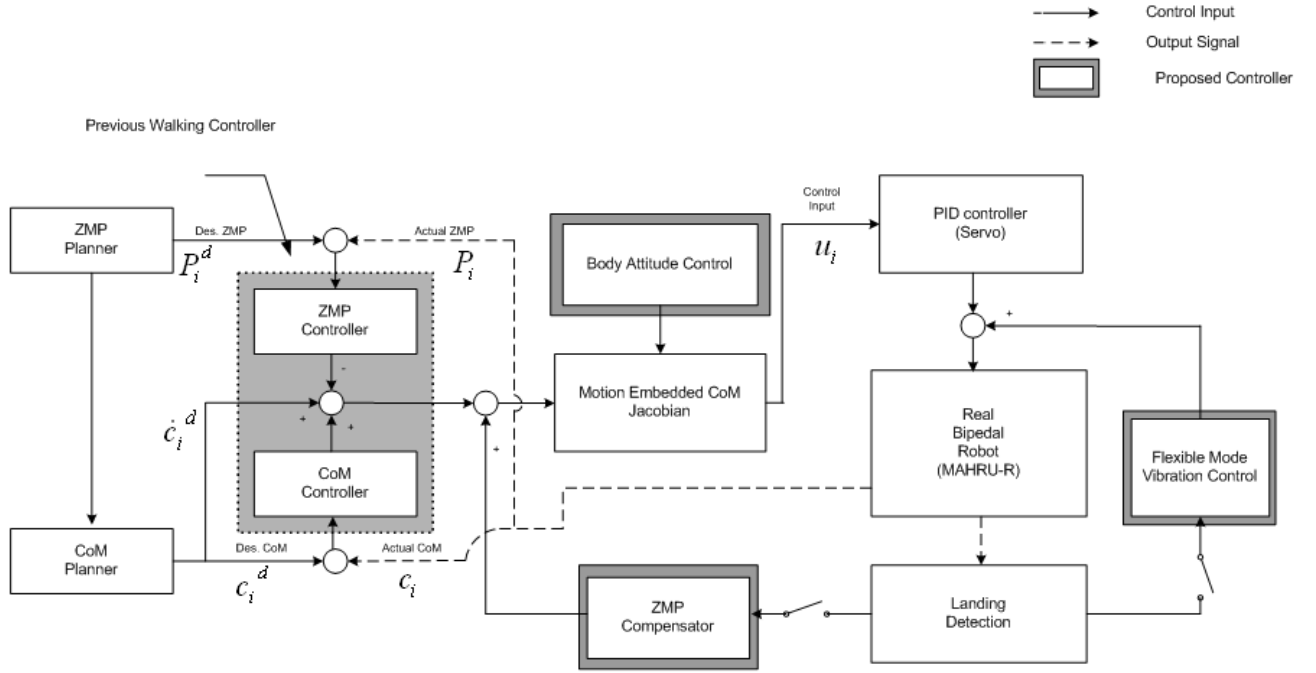 Control Input
Output Signal
Proposed Controller
Previous Walking Controller
ZMP
Planner
Des. ZMP
P_i^d
Actual ZMP
P_i
ZMP
Controller
-
+
+
ċ_i^d
CoM
Controller
CoM
Planner
Des. CoM
c_i^d
Actual CoM
c_i
+
Body Attitude Control
Motion Embedded CoM
Jacobian
Control
Input
u_i
PID controller
(Servo)
+
Real
Bipedal
Robot
(MAHRU-R)
Flexible Mode
Vibration Control
ZMP
Compensator
Landing
Detection